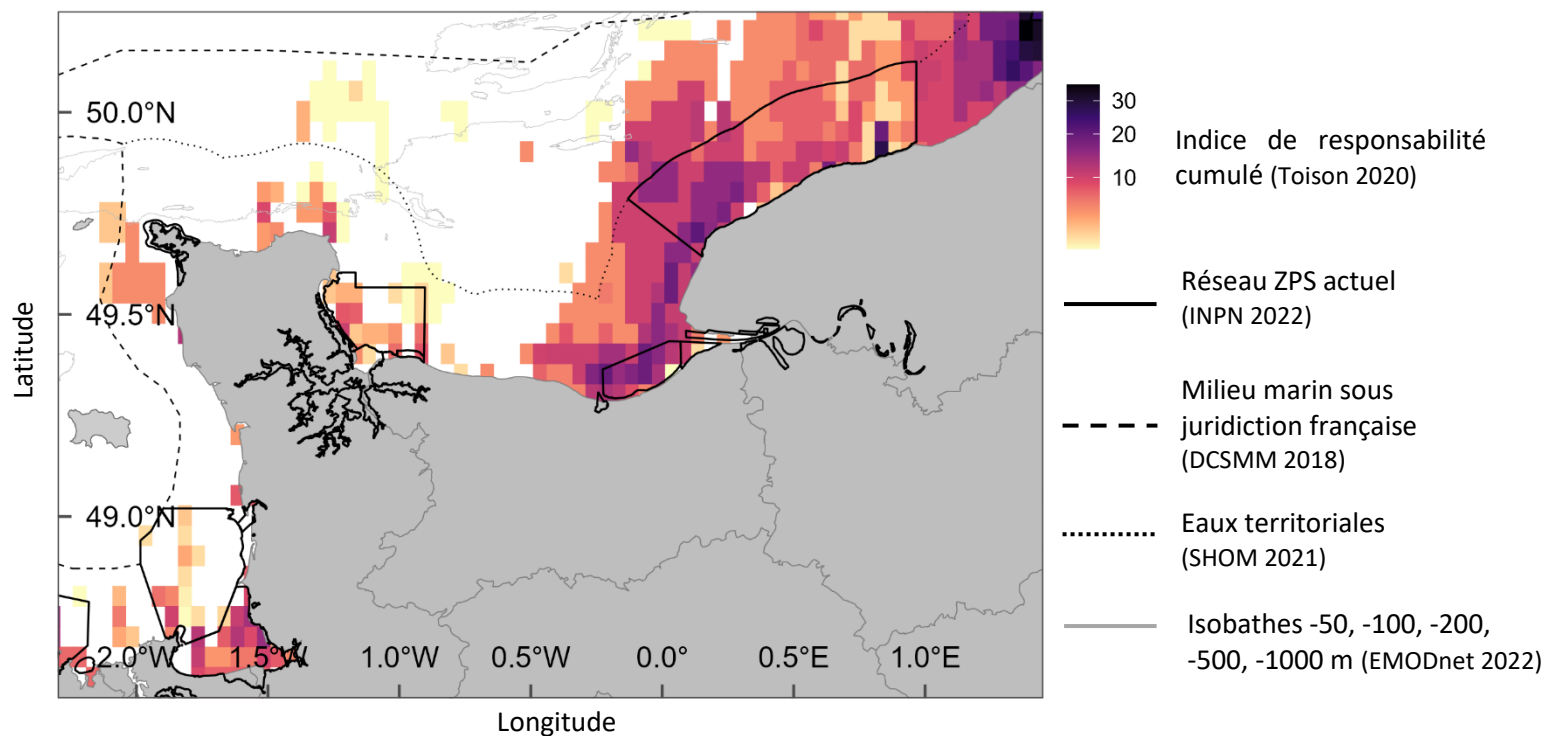 50.0°N
49.5°N
49.0°N
Latitude
2.0°W 1.5°W 1.0°W 0.5°W 0.0° 0.5°E 1.0°E
Longitude
30
20
10
Indice de responsabilité
cumulé (Toison 2020)
Réseau ZPS actuel
(INPN 2022)
Milieu marin sous
juridiction française
(DCSMM 2018)
Eaux territoriales
(SHOM 2021)
Isobathes -50, -100, -200,
-500, -1000 m (EMODnet 2022)